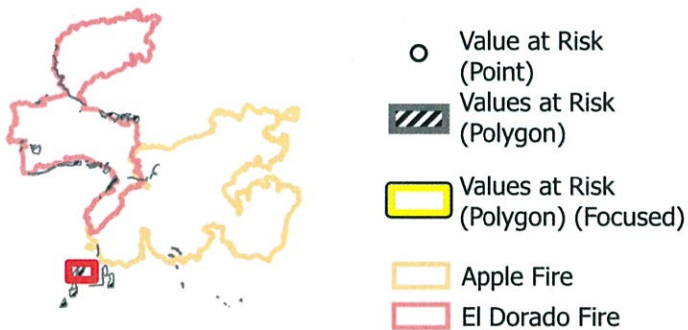 Value at Risk
(Point)
Values at Risk
(Polygon)
Values at Risk
(Polygon) (Focused)
Apple Fire
El Dorado Fire